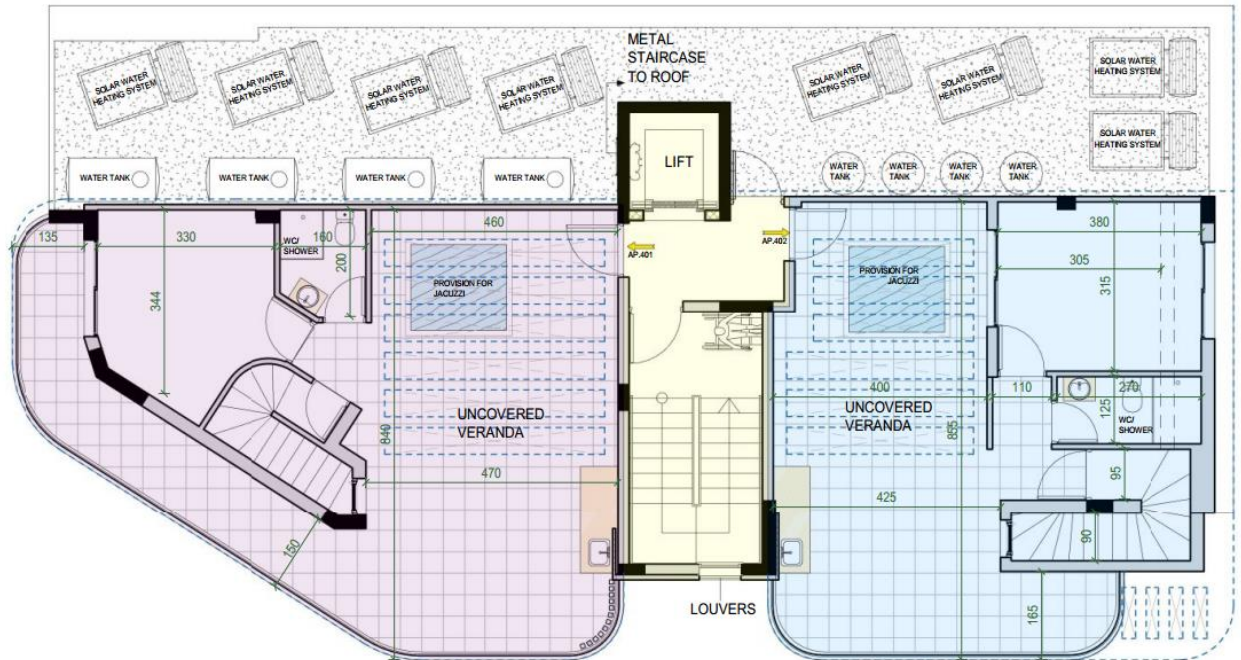 METAL
STAIRCASE
TO ROOF
SOLAR WATER
HEATING SYSTEM
SOLAR WATER
HEATING SYSTEM
SOLAR WATER
HEATING SYSTEM
SOLAR WATER
HEATING SYSTEM
SOLAR WATER
HEATING SYSTEM
SOLAR WATER
HEATING SYSTEM
SOLAR WATER
HEATING SYSTEM
SOLAR WATER
HEATING SYSTEM
LIFT
WATER TANK
WATER TANK
WATER TANK
WATER TANK
WATER
TANK
WATER
TANK
WATER
TANK
WATER
TANK
135
330
WC/
SHOWER
160
200
460
344
AP.401
AP.402
PROVISION FOR
JACUZZI
PROVISION FOR
JACUZZI
380
305
315
UNCOVERED
VERANDA
840
470
150
400
UNCOVERED
VERANDA
855
110
270
125
WC/
SHOWER
95
425
90
165
LOUVERS